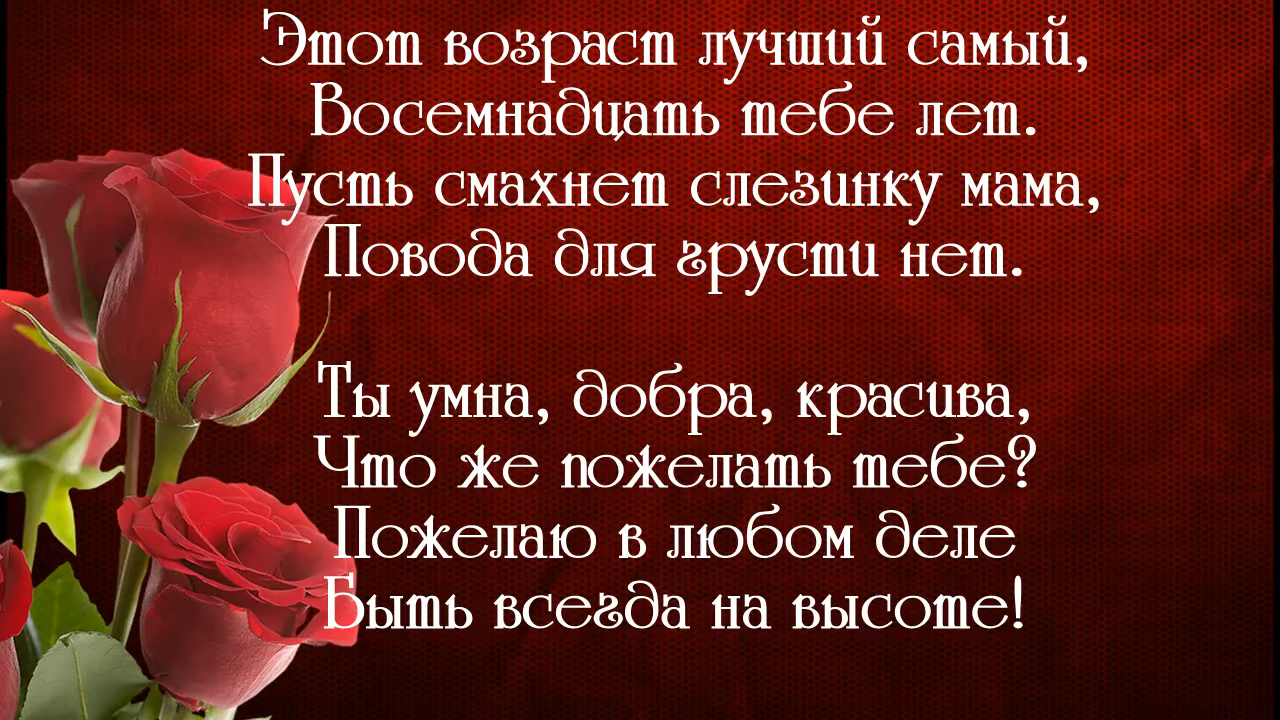 Этот возраст лучший самый,
Восемнадцать тебе лет.
Пусть смахнет слезинку мама,
Повода для грусти нет.
Ты умна, добра, красива,
Что же пожелать тебе?
Пожелаю в любом деле
Быть всегда на высоте!